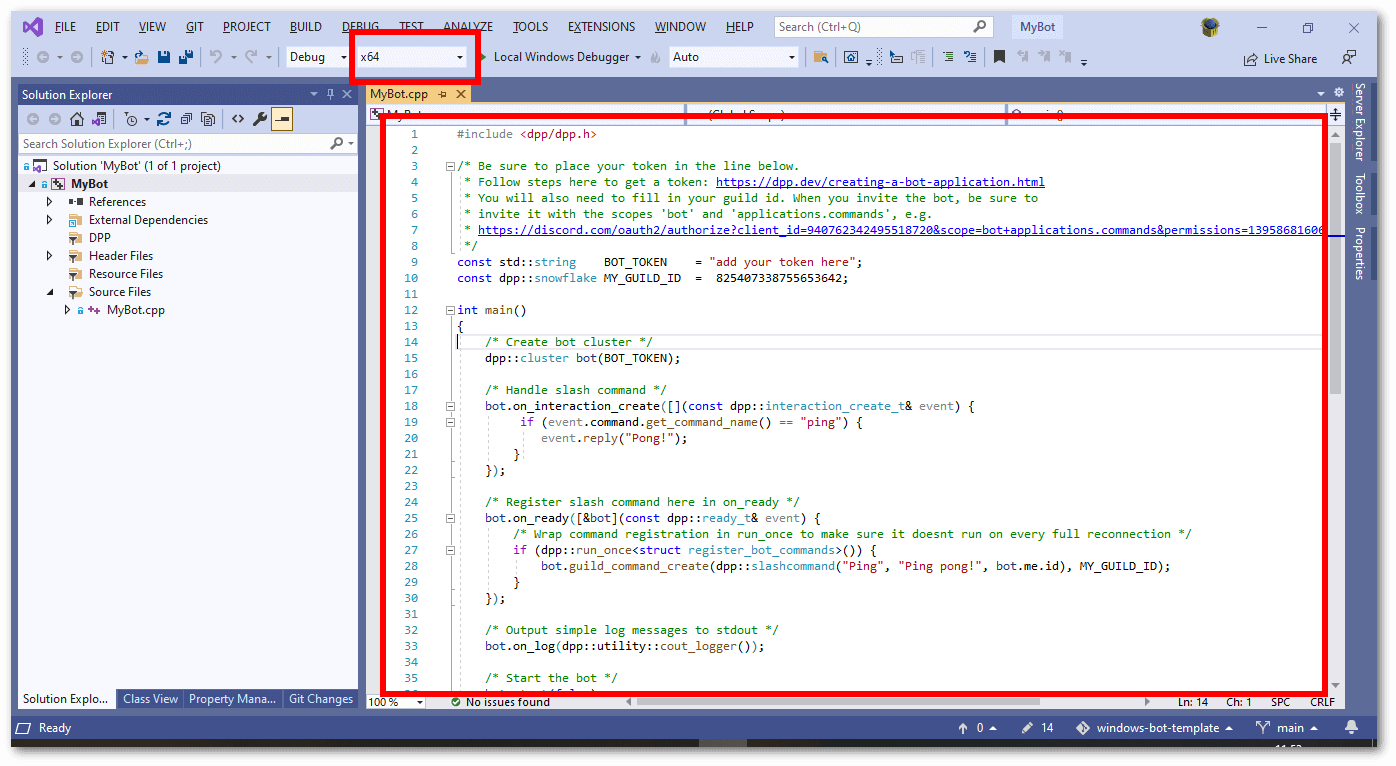 FILE EDIT VIEW GIT PROJECT BUILD DEBUG TEST ANALYZE TOOLS EXTENSIONS WINDOW HELP Search (Ctrl+Q) MyBot
Debug x64 Local Windows Debugger Auto Live Share
Solution Explorer
Search Solution Explorer (Ctrl+;)
Solution 'MyBot' (1 of 1 project)
MyBot
References
External Dependencies
DPP
Header Files
Resource Files
Source Files
MyBot.cpp
Solution Explo... Class View Property Mana... Git Changes
MyBot.cpp
1 #include <dpp/dpp.h>
2
3 /* Be sure to place your token in the line below.
4 * Follow steps here to get a token: https://dpp.dev/creating-a-bot-application.html
5 * You will also need to fill in your guild id. When you invite the bot, be sure to
6 * invite it with the scopes 'bot' and 'applications.commands', e.g.
7 * https://discord.com/oauth2/authorize?client_id=940762342495518720&scope=bot+applications.commands&permissions=13958681606
8 */
9 const std::string BOT_TOKEN = "add your token here";
10 const dpp::snowflake MY_GUILD_ID = 825407338755653642;
11
12 int main()
13 {
14 /* Create bot cluster */
15 dpp::cluster bot(BOT_TOKEN);
16
17 /* Handle slash command */
18 bot.on_interaction_create([](const dpp::interaction_create_t& event) {
19 if (event.command.get_command_name() == "ping") {
20 event.reply("Pong!");
21 }
22 });
23
24 /* Register slash command here in on_ready */
25 bot.on_ready([&bot](const dpp::ready_t& event) {
26 /* Wrap command registration in run_once to make sure it doesnt run on every full reconnection */
27 if (dpp::run_once<struct register_bot_commands>()) {
28 bot.guild_command_create(dpp::slashcommand("Ping", "Ping pong!", bot.me.id), MY_GUILD_ID);
29 }
30 });
31
32 /* Output simple log messages to stdout */
33 bot.on_log(dpp::utility::cout_logger());
34
35 /* Start the bot */
100 % No issues found Ln: 14 Ch: 1 SPC CRLF
Server Explorer
Toolbox
Properties
Ready 0 14 windows-bot-template main